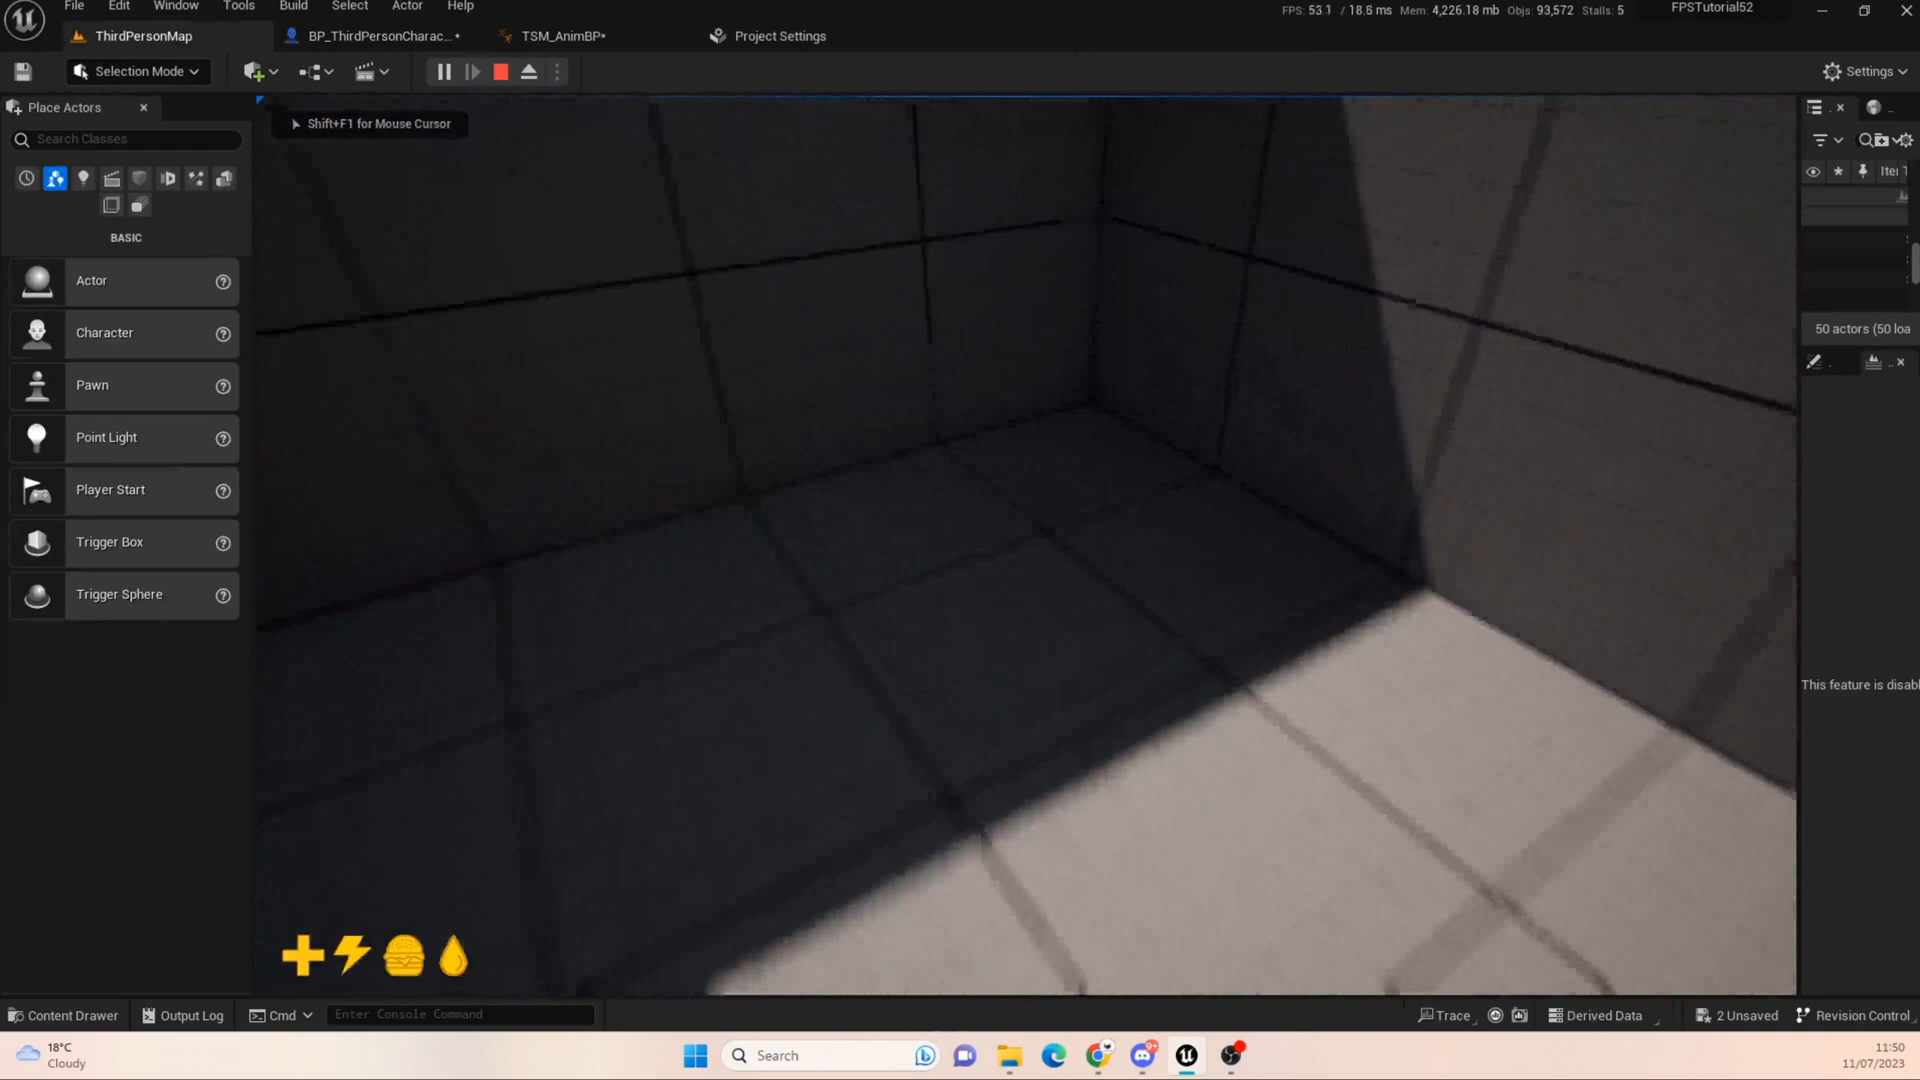 File Edit Window Tools Build Select Actor Help
FPS: 53.1 / 18.6 ms Mem: 4,226.18 mb Objs: 93,572 Stalls: 5
FPSTutorial52
ThirdPersonMap
BP_ThirdPersonCharac...•
TSM_AnimBP•
Project Settings
Selection Mode
Settings
Place Actors
Shift+F1 for Mouse Cursor
Search Classes
BASIC
Actor
Character
Pawn
Point Light
Player Start
Trigger Box
Trigger Sphere
50 actors (50 loa
This feature is disabl
Content Drawer
Output Log
Cmd
Enter Console Command
Trace
Derived Data
2 Unsaved
Revision Control
18°C
Cloudy
Search
9+
11:50
11/07/2023